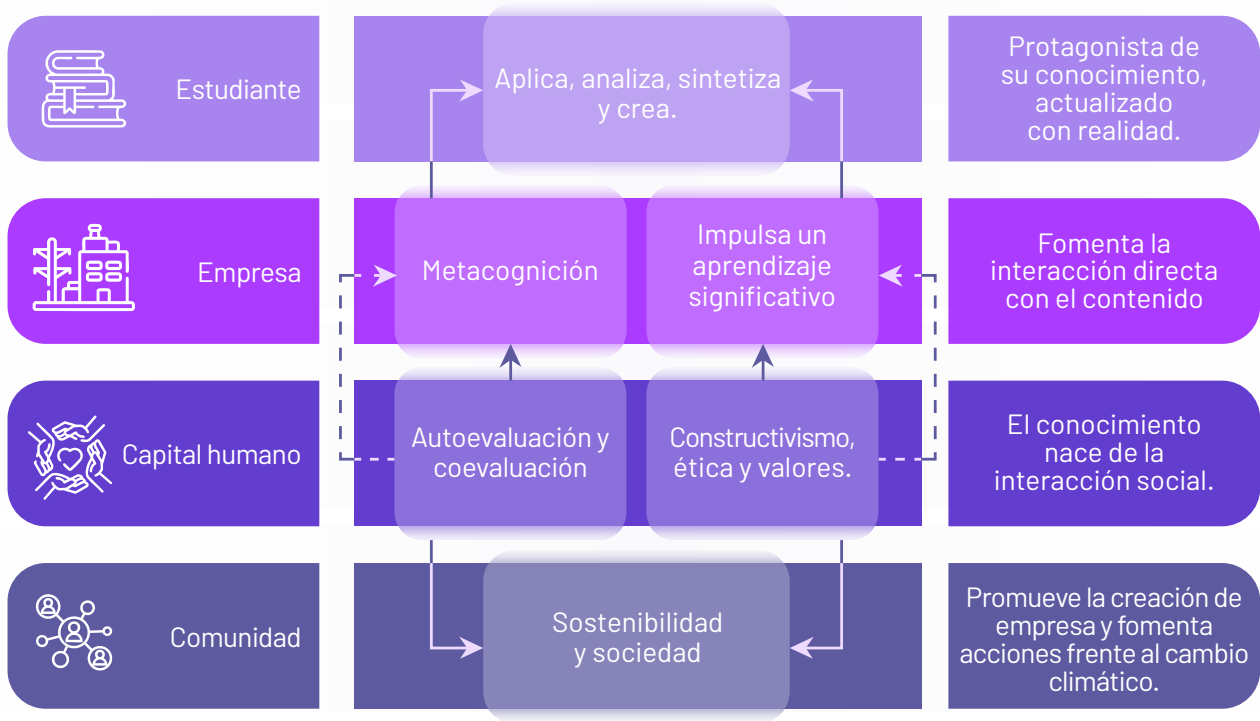 Estudiante
Aplica, analiza, sintetiza
y crea.
Protagonista de
su conocimiento,
actualizado
con realidad.
Empresa
Metacognición
Impulsa un
aprendizaje
significativo
Fomenta la
interacción directa
con el contenido
Capital humano
Autoevaluación y
coevaluación
Constructivismo,
ética y valores.
El conocimiento
nace de la
interacción social.
Comunidad
Sostenibilidad
y sociedad
Promueve la creación de
empresa y fomenta
acciones frente al cambio
climático.